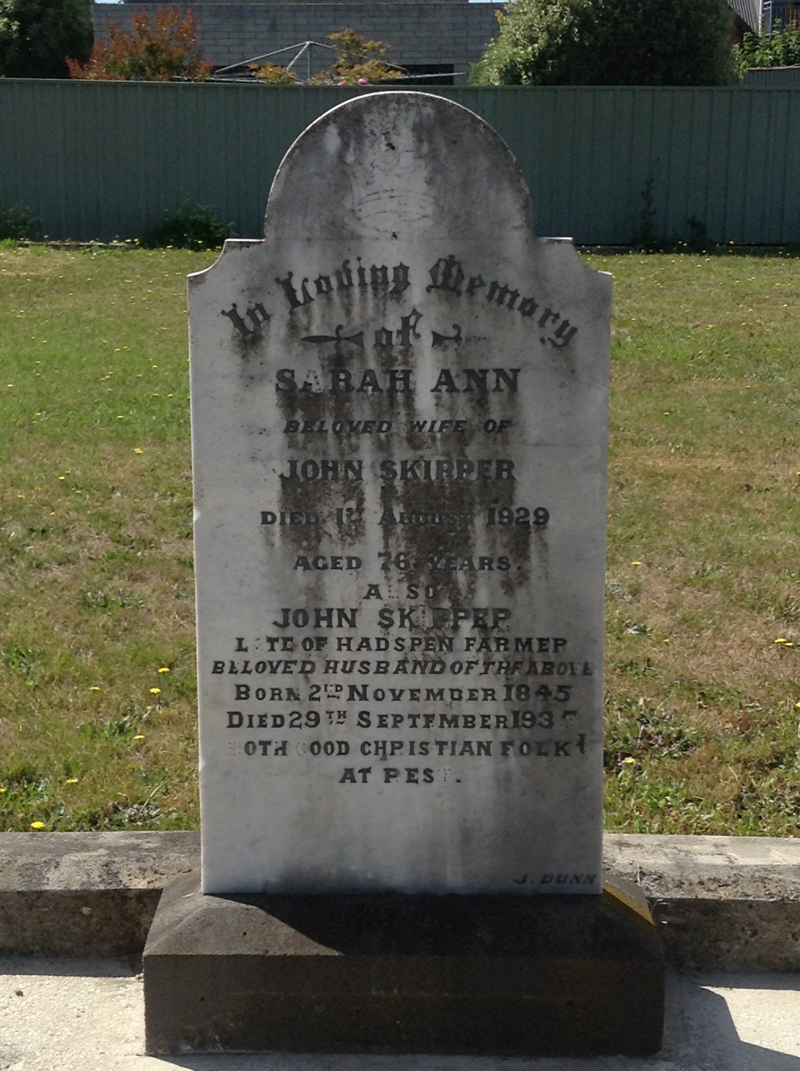 In Loving Memory
of
SARAH ANN
BELOVED WIFE OF
JOHN SKIPPER
DIED 1ST AUGUST 1929
AGED 76 YEARS.
ALSO
JOHN SKIPPER
LATE OF HADSPEN FARMER
BELOVED HUSBAND OF THE ABOVE
BORN 2ND NOVEMBER 1845
DIED 29TH SEPTEMBER
BOTH GOOD CHRISTIAN FOLK
AT REST.
J. DUNN